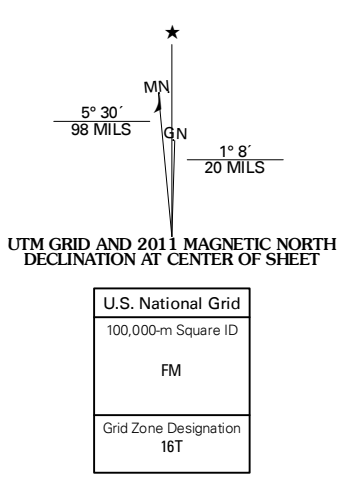 ★
MN
5° 30´
98 MILS
GN
1° 8´
20 MILS
UTM GRID AND 2011 MAGNETIC NORTH
DECLINATION AT CENTER OF SHEET
U.S. National Grid
100,000-m Square ID
FM
Grid Zone Designation
16T